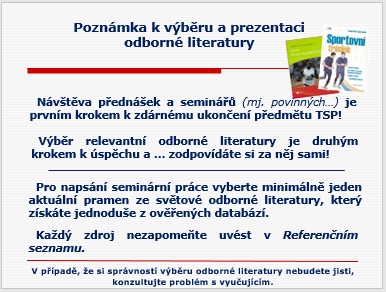 Poznámka k výběru a prezentaci
odborné literatury
Sportovní
trénink
Návštěva přednášek a seminářů (mj. povinných...) je
prvním krokem k zdárnému ukončení předmětu TSP!
Výběr relevantní odborné literatury je druhým
krokem k úspěchu a ... zodpovídáte si za něj sami!
Pro napsání seminární práce vyberte minimálně jeden
aktuální pramen ze světové odborné literatury, který
získáte jednoduše z ověřených databází.
Každý zdroj nezapomeňte uvést v Referenčním
seznamu.
V případě, že si správností výběru odborné literatury nebudete jisti,
konzultujte problém s vyučujícím.